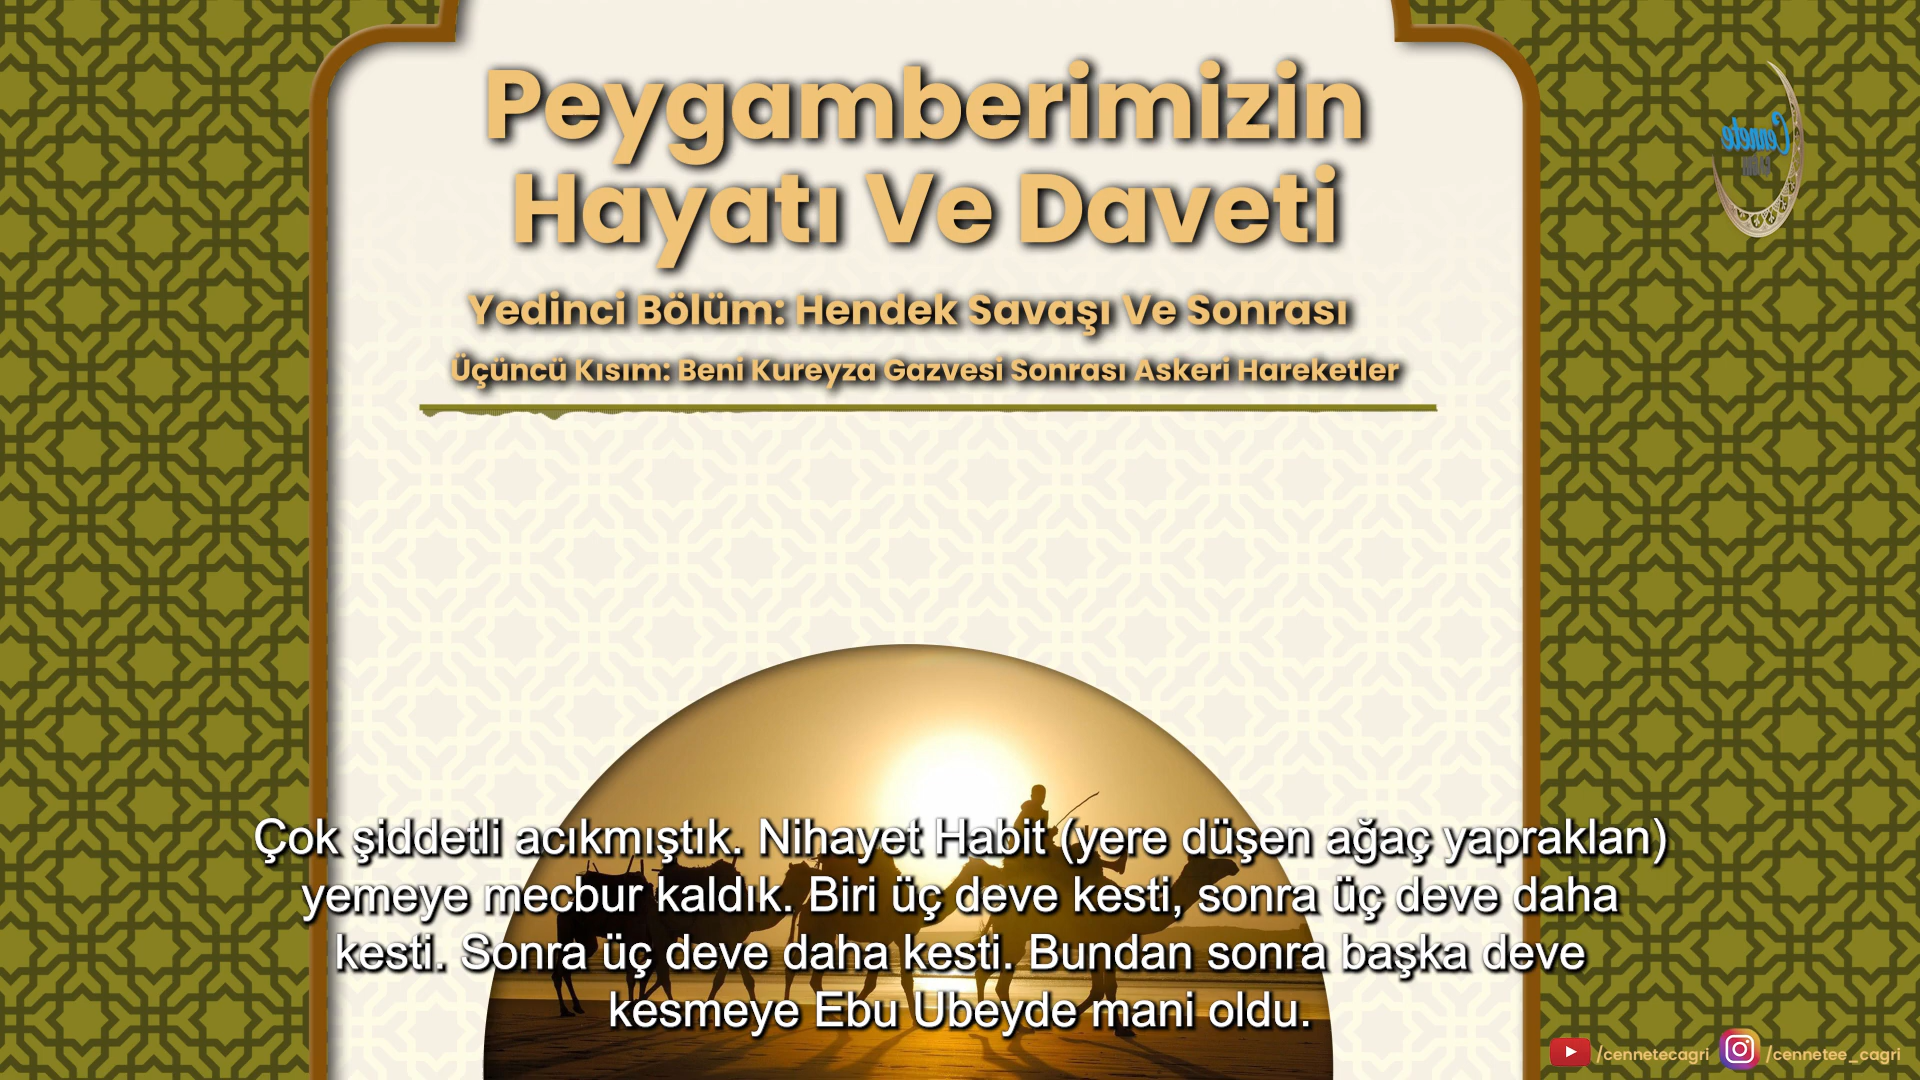 Peygamberimizin
Hayatı Ve Daveti
Yedinci Bölüm: Hendek Savaşı Ve Sonrası
Üçüncü Kısım: Beni Kureyza Gazvesi Sonrası Askeri Hareketler
Cennete
Çok şiddetli acıkmıştık. Nihayet Habit (yere düşen ağaç yapraklan)
yemeye mecbur kaldık. Biri üç deve kesti, sonra üç deve daha
kesti. Sonra üç deve daha kesti. Bundan sonra başka deve
kesmeye Ebu Ubeyde mani oldu.
/cennetecagri
/cennetee_cagri